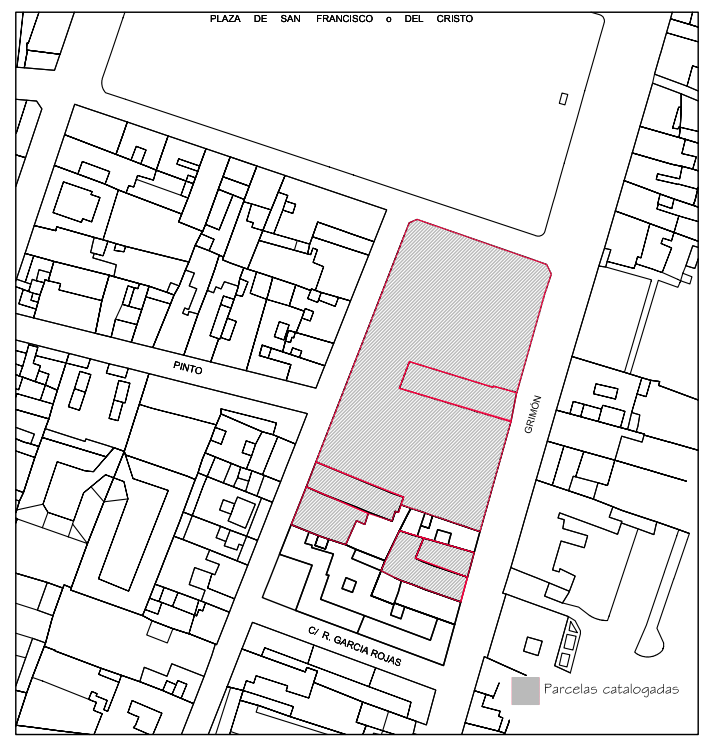 PLAZA DE SAN FRANCISCO o DEL CRISTO
PINTO
GRIMÓN
C/ R. GARCIA ROJAS
Parcelas catalogadas